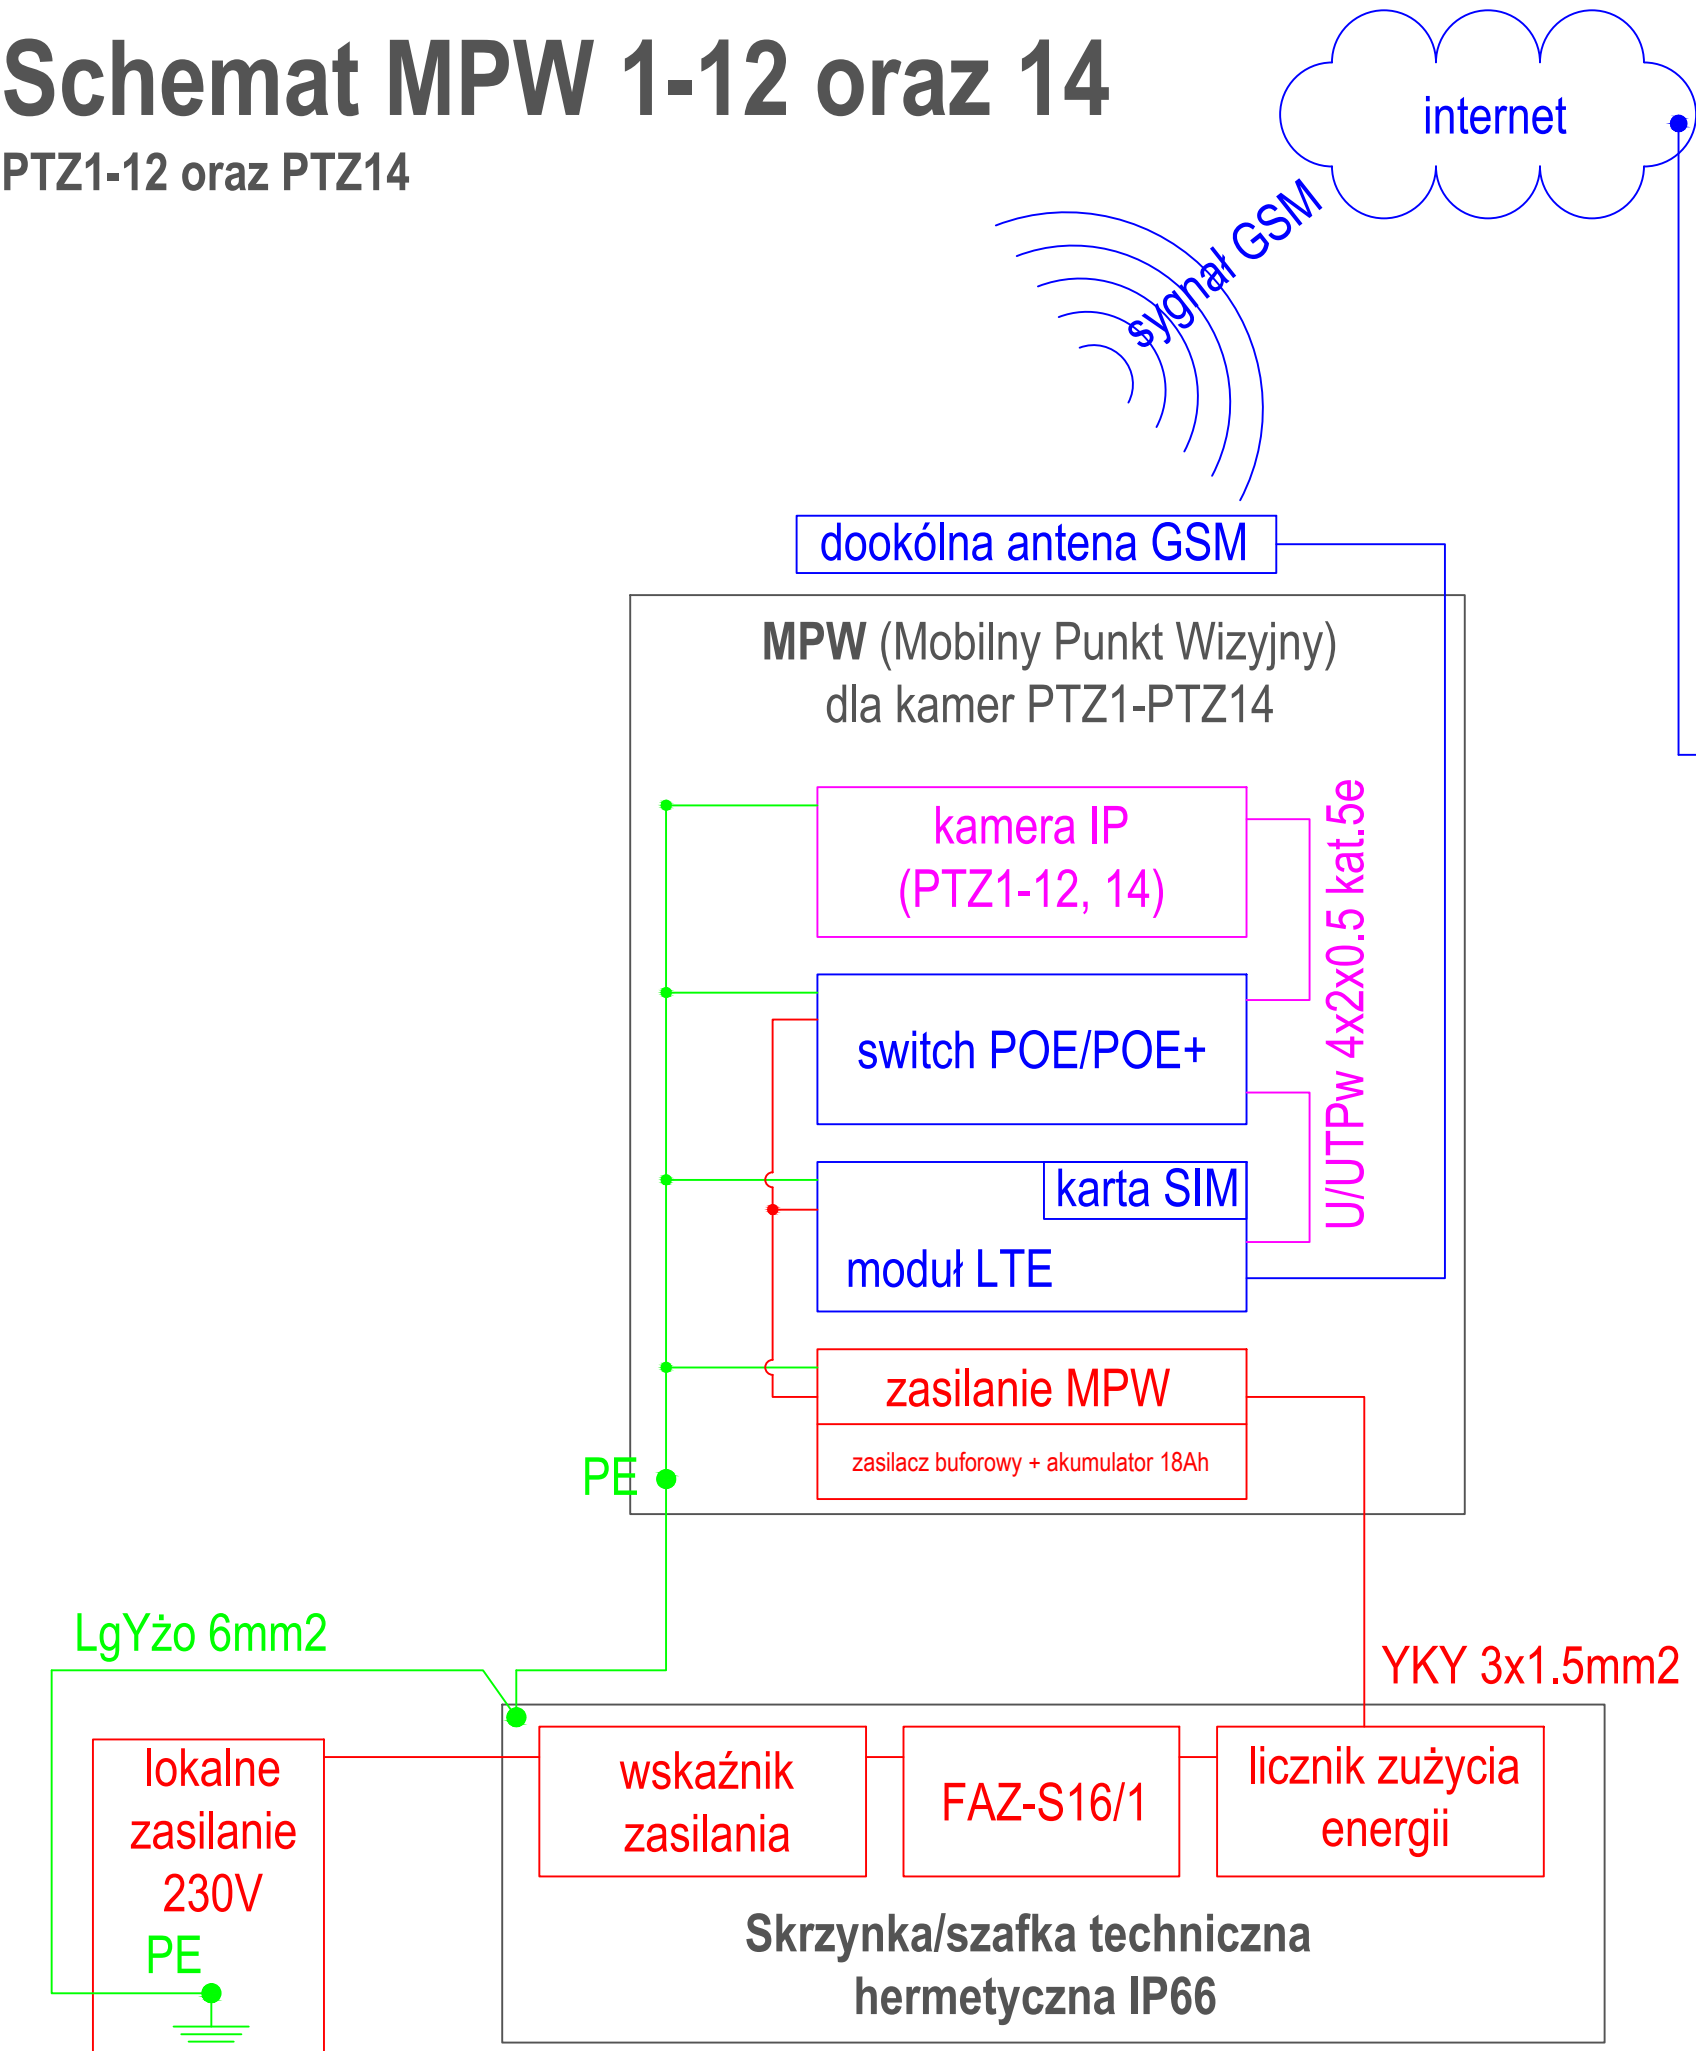 Schemat MPW 1-12 oraz 14
PTZ1-12 oraz PTZ14
internet
sygnał GSM
dookólna antena GSM
MPW (Mobilny Punkt Wizyjny)
dla kamer PTZ1-PTZ14
kamera IP
(PTZ1-12, 14)
U/UTPw 4x2x0.5 kat.5e
switch POE/POE+
karta SIM
moduł LTE
zasilanie MPW
zasilacz buforowy + akumulator 18Ah
PE
LgYżo 6mm2
YKY 3x1.5mm2
lokalne
zasilanie
230V
PE
wskaźnik
zasilania
FAZ-S16/1
licznik zużycia
energii
Skrzynka/szafka techniczna
hermetyczna IP66